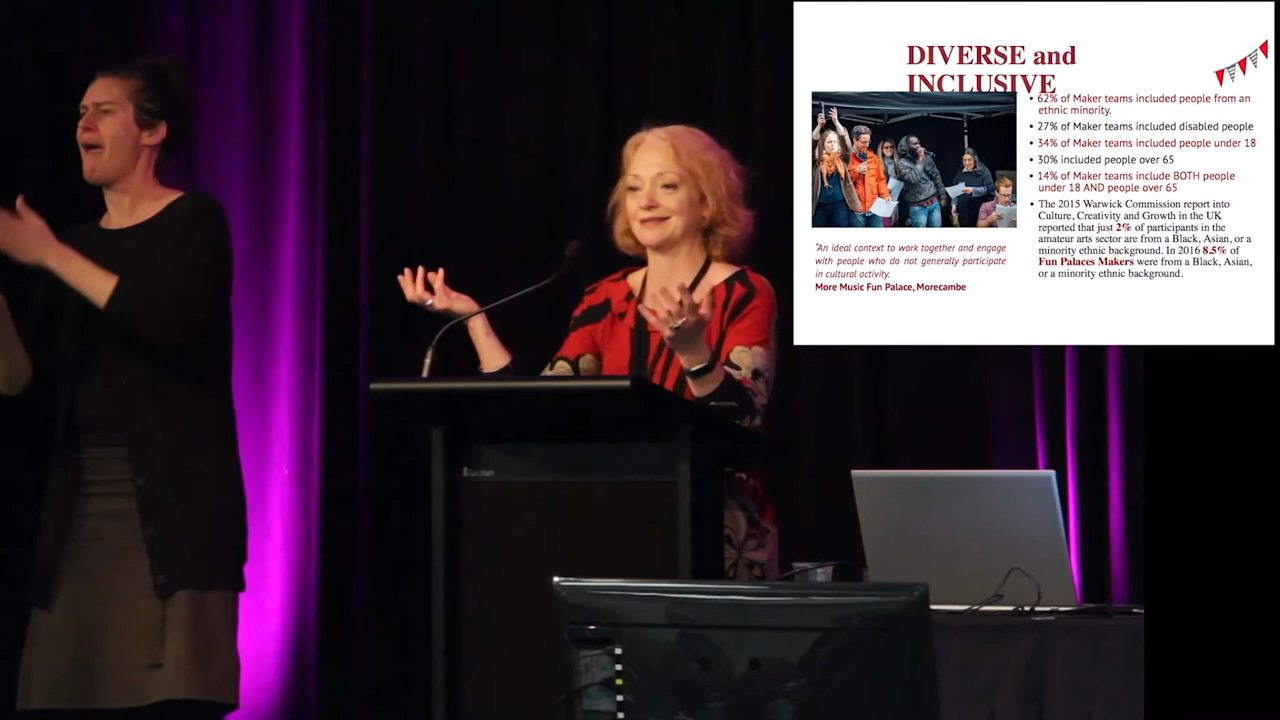 DIVERSE and
INCLUSIVE
• 62% of Maker teams included people from an
ethnic minority.
• 27% of Maker teams included disabled people
• 34% of Maker teams included people under 18
• 30% included people over 65
• 14% of Maker teams include BOTH people
under 18 AND people over 65
• The 2015 Warwick Commission report into
Culture, Creativity and Growth in the UK
reported that just 2% of participants in the
amateur arts sector are from a Black, Asian, or a
minority ethnic background. In 2016 8.5% of
Fun Palaces Makers were from a Black, Asian,
or a minority ethnic background.
"An ideal context to work together and engage
with people who do not generally participate
in cultural activity.
More Music Fun Palace, Morecambe